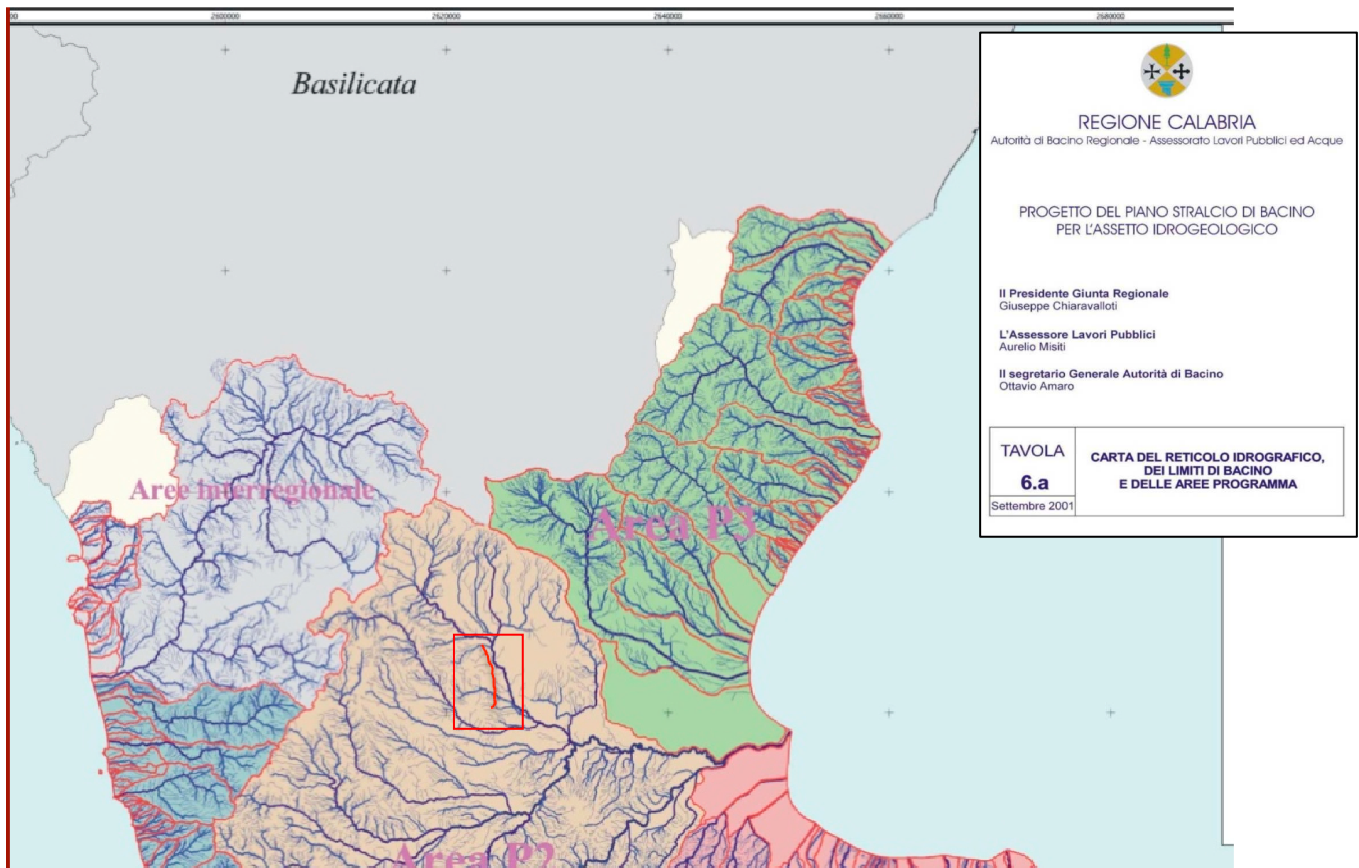 00
2600000
2620000
2640000
2660000
2680000
Basilicata
REGIONE CALABRIA
Autorità di Bacino Regionale - Assessorato Lavori Pubblici ed Acque
PROGETTO DEL PIANO STRALCIO DI BACINO
PER L'ASSETTO IDROGEOLOGICO
Il Presidente Giunta Regionale
Giuseppe Chiaravalloti
L'Assessore Lavori Pubblici
Aurelio Misiti
Il segretario Generale Autorità di Bacino
Ottavio Amaro
TAVOLA
6.a
Settembre 2001
CARTA DEL RETICOLO IDROGRAFICO,
DEI LIMITI DI BACINO
E DELLE AREE PROGRAMMA
Aree interregionale
Area P3
Area P2